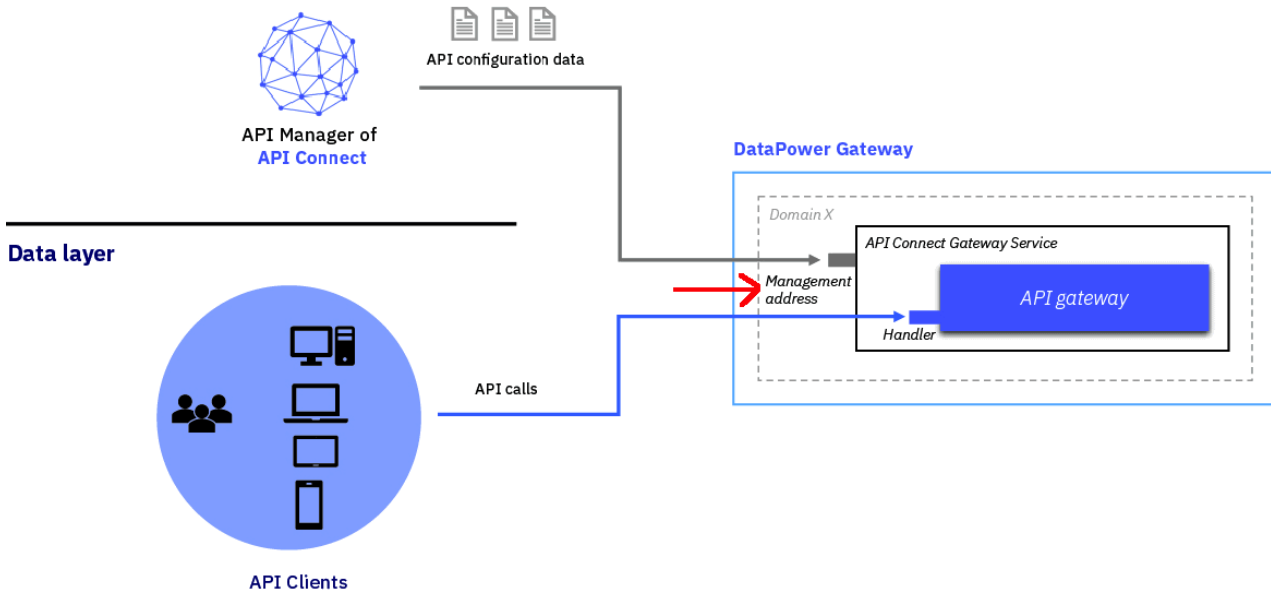 API configuration data
API Manager of
API Connect
DataPower Gateway
Domain X
Data layer
API Connect Gateway Service
Management
address
API gateway
Handler
API calls
API Clients